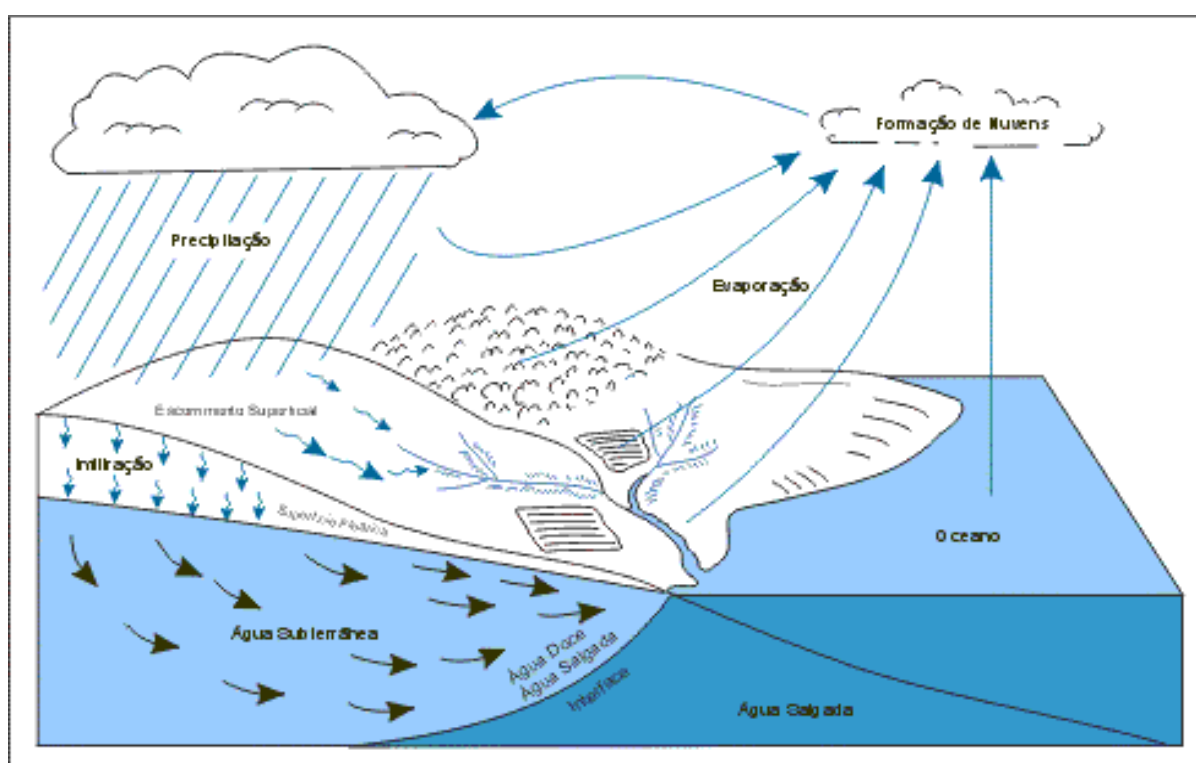 Formação de Nuvens
Precipitação
Evaporação
Escorrimento Superficial
Infiltração
Superfície Freática
Oceano
Água Subterrânea
Água Doce
Água Salgada
Interface
Água Salgada